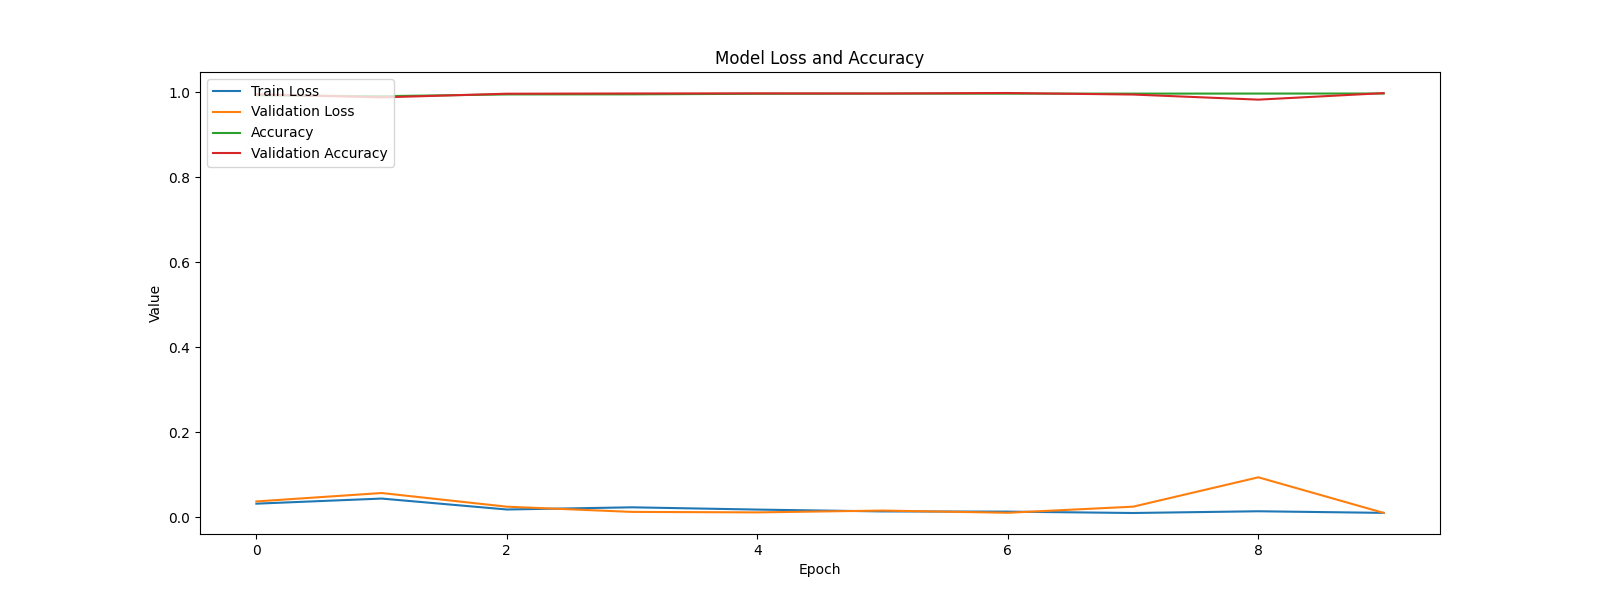 Model Loss and Accuracy
Train Loss
Validation Loss
Accuracy
Validation Accuracy
1.0
0.8
0.6
0.4
0.2
0.0
Value
0 2 4 6 8
Epoch